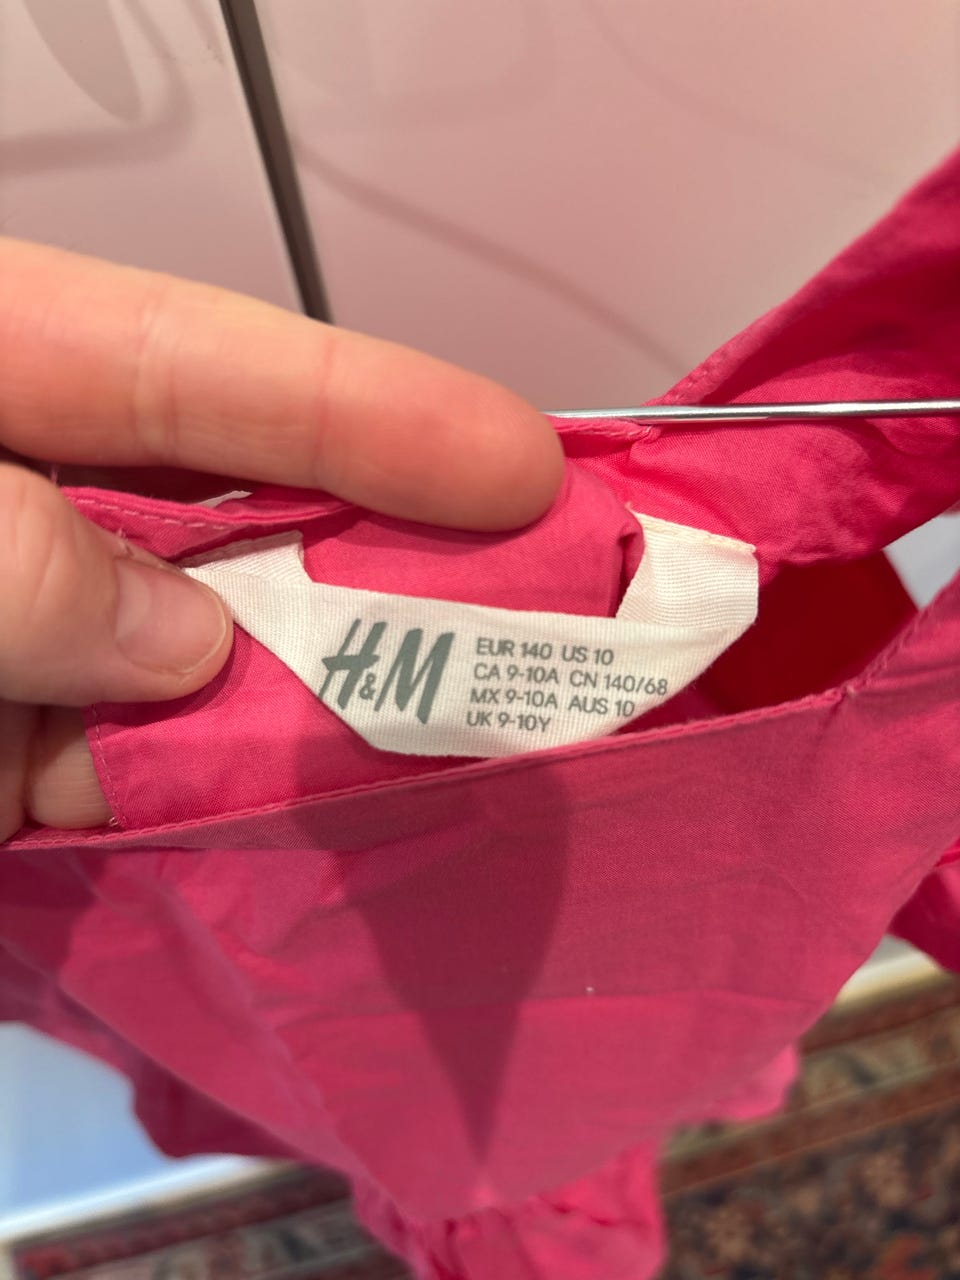 H&M
EUR 140 US 10
CA 9-10A CN 140/68
MX 9-10A AUS 10
UK 9-10Y